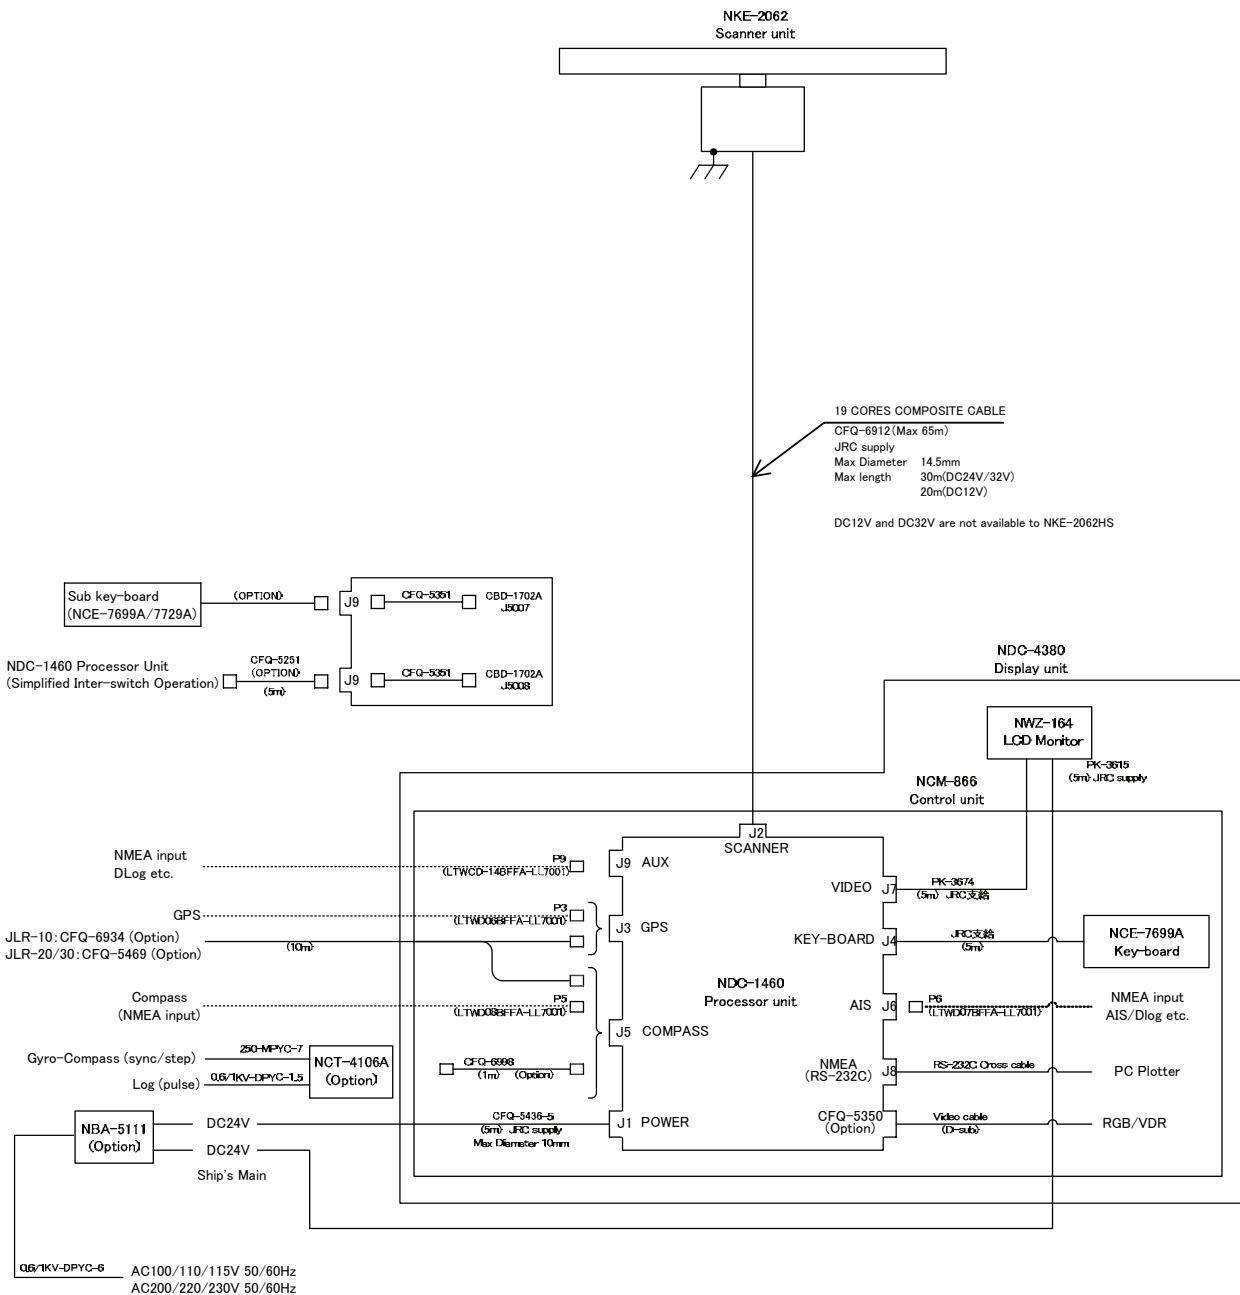 NKE-2062
Scanner unit
19 CORES COMPOSITE CABLE
CFQ-6912(Max 65m)
JRC supply
Max Diameter 14.5mm
Max length 30m(DC24V/32V)
20m(DC12V)
DC12V and DC32V are not available to NKE-2062HS
Sub key-board
(NCE-7699A/7729A)
(OPTION)
J9
CFQ-5351
CBD-1702A
J5007
NDC-1460 Processor Unit
(Simplified Inter-switch Operation)
CFQ-5251
(OPTION)
(5m)
J9
CFQ-5351
CBD-1702A
J5008
NDC-4380
Display unit
NWZ-164
LCD Monitor
PK-3615
(5m) JRC supply
NCM-866
Control unit
J2
SCANNER
NMEA input
DLog etc.
P9
(LTWCD-14BFFA-LL7001)
J9 AUX
VIDEO J7
PK-3674
(5m) JRC支給
GPS
P3
(LTWD06BFFA-LL7001)
J3 GPS
JLR-10:CFQ-6934 (Option)
JLR-20/30:CFQ-5469 (Option)
(10m)
KEY-BOARD J4
JRC支給
(5m)
NCE-7699A
Key-board
NDC-1460
Processor unit
Compass
(NMEA input)
P5
(LTWD08BFFA-LL7001)
J5 COMPASS
AIS J6
P6
(LTWD07BFFA-LL7001)
NMEA input
AIS/Dlog etc.
Gyro-Compass (sync/step)
250-MPYC-7
Log (pulse)
0.6/1KV-DPYC-1.5
NCT-4106A
(Option)
CFQ-6998
(1m) (Option)
NMEA
(RS-232C)
J8
RS-232C Cross cable
PC Plotter
NBA-5111
(Option)
DC24V
DC24V
Ship's Main
CFQ-5436-5
(5m) JRC supply
Max Diameter 10mm
J1 POWER
CFQ-5350
(Option)
Video cable
(D-sub)
RGB/VDR
0.6/1KV-DPYC-6
AC100/110/115V 50/60Hz
AC200/220/230V 50/60Hz